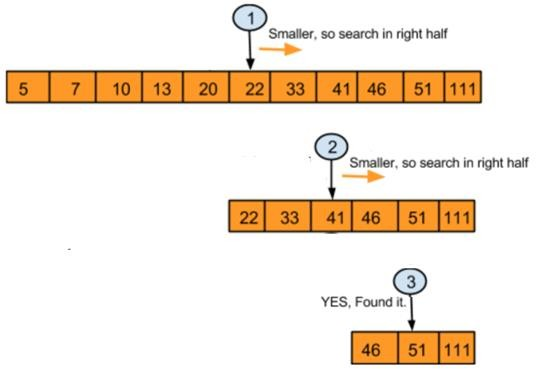 1
Smaller, so search in right half
5 7 10 13 20 22 33 41 46 51 111
2
Smaller, so search in right half
22 33 41 46 51 111
3
YES, Found it.
46 51 111